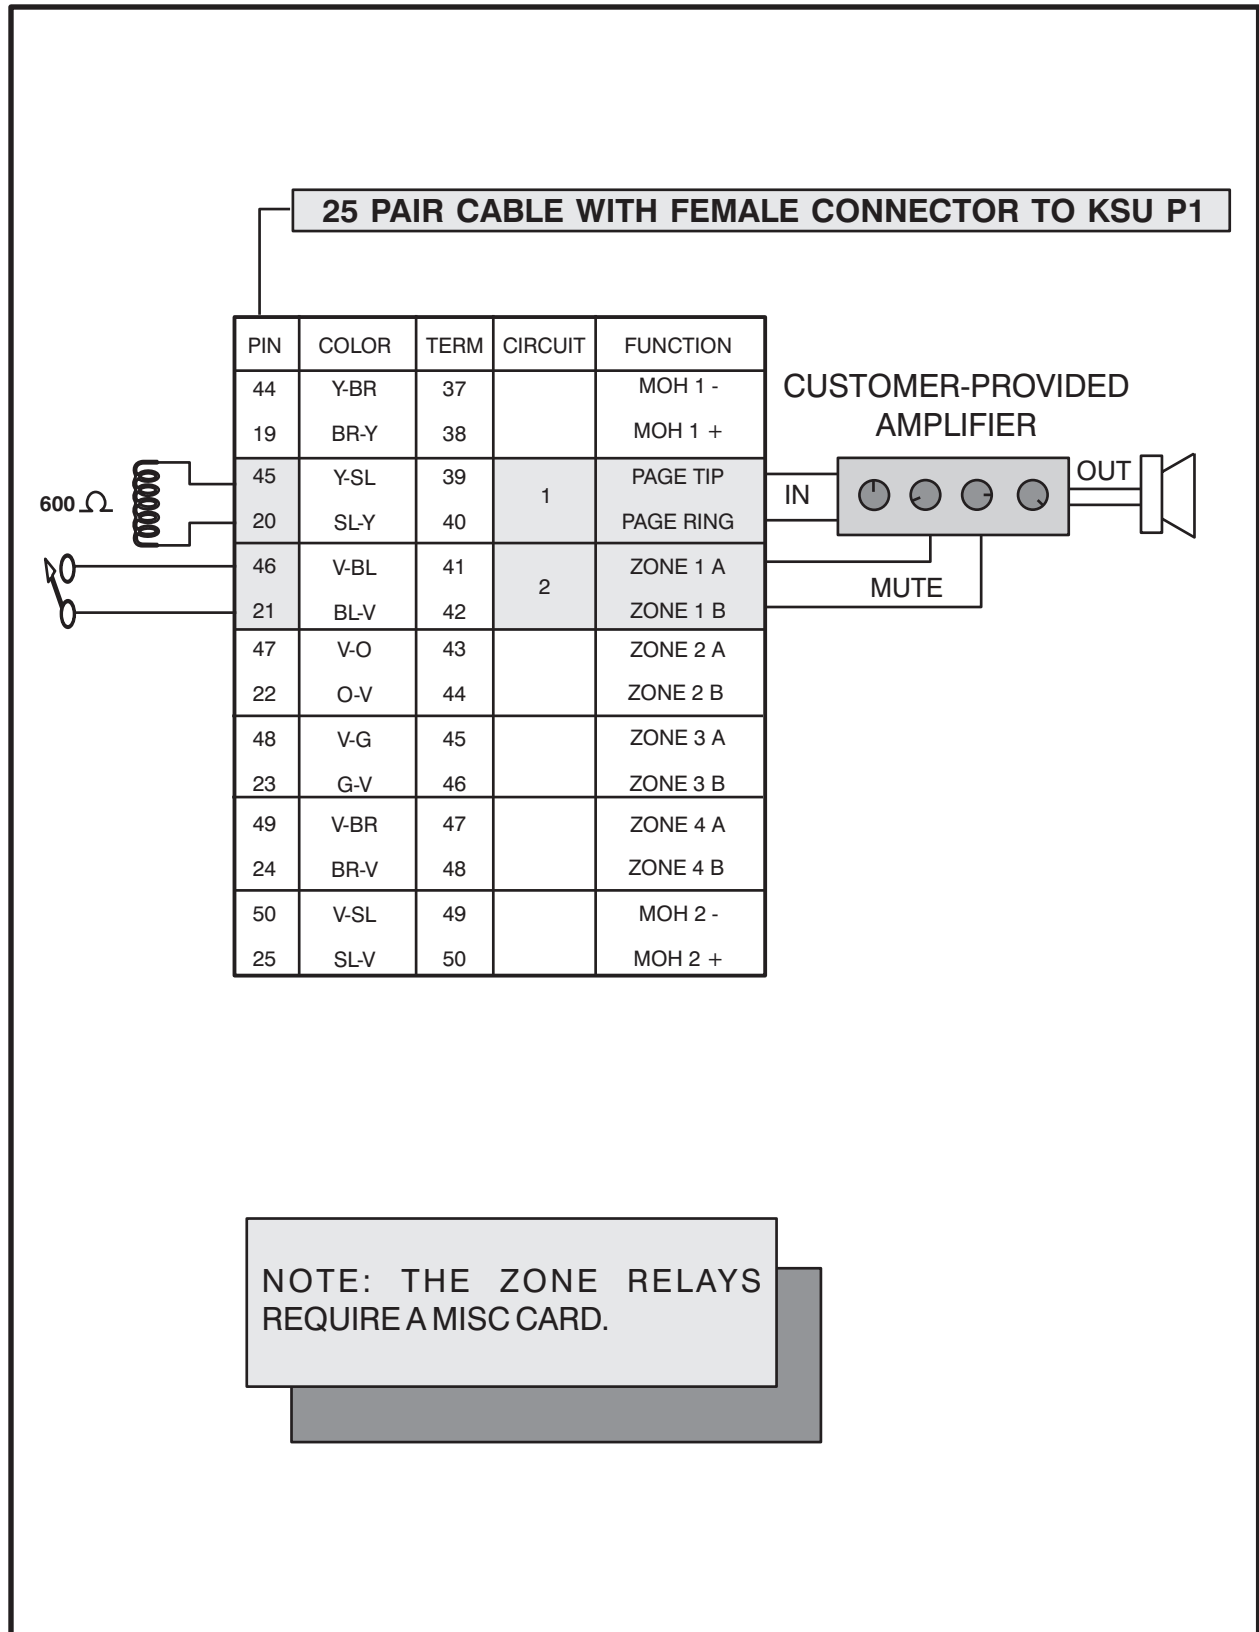 25 PAIR CABLE WITH FEMALE CONNECTOR TO KSU P1
PIN COLOR TERM CIRCUIT FUNCTION
44 Y-BR 37 MOH 1 -
19 BR-Y 38 MOH 1 +
45 Y-SL 39 1 PAGE TIP
20 SL-Y 40 PAGE RING
46 V-BL 41 2 ZONE 1 A
21 BL-V 42 ZONE 1 B
47 V-O 43 ZONE 2 A
22 O-V 44 ZONE 2 B
48 V-G 45 ZONE 3 A
23 G-V 46 ZONE 3 B
49 V-BR 47 ZONE 4 A
24 BR-V 48 ZONE 4 B
50 V-SL 49 MOH 2 -
25 SL-V 50 MOH 2 +
600 Ω
CUSTOMER-PROVIDED
AMPLIFIER
IN
OUT
MUTE
NOTE: THE ZONE RELAYS
REQUIRE A MISC CARD.